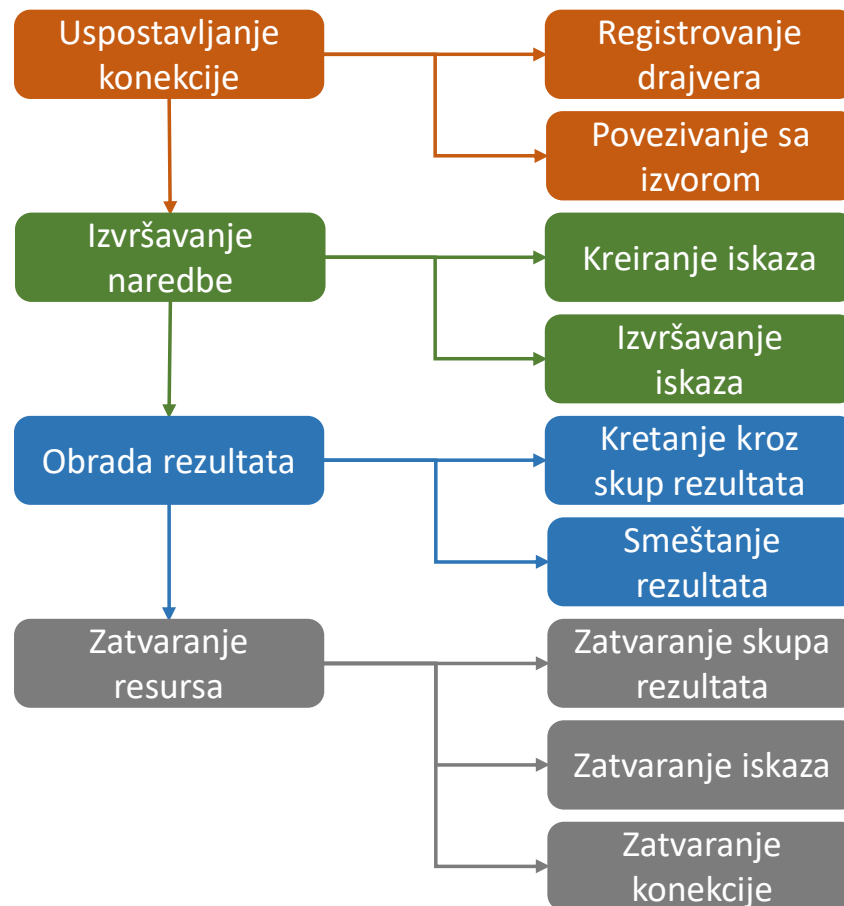 Uspostavljanje
konekcije
Registrovanje
drajvera
Povezivanje sa
izvorom
Izvršavanje
naredbe
Kreiranje iskaza
Izvršavanje
iskaza
Obrada rezultata
Kretanje kroz
skup rezultata
Smeštanje
rezultata
Zatvaranje
resursa
Zatvaranje skupa
rezultata
Zatvaranje iskaza
Zatvaranje
konekcije